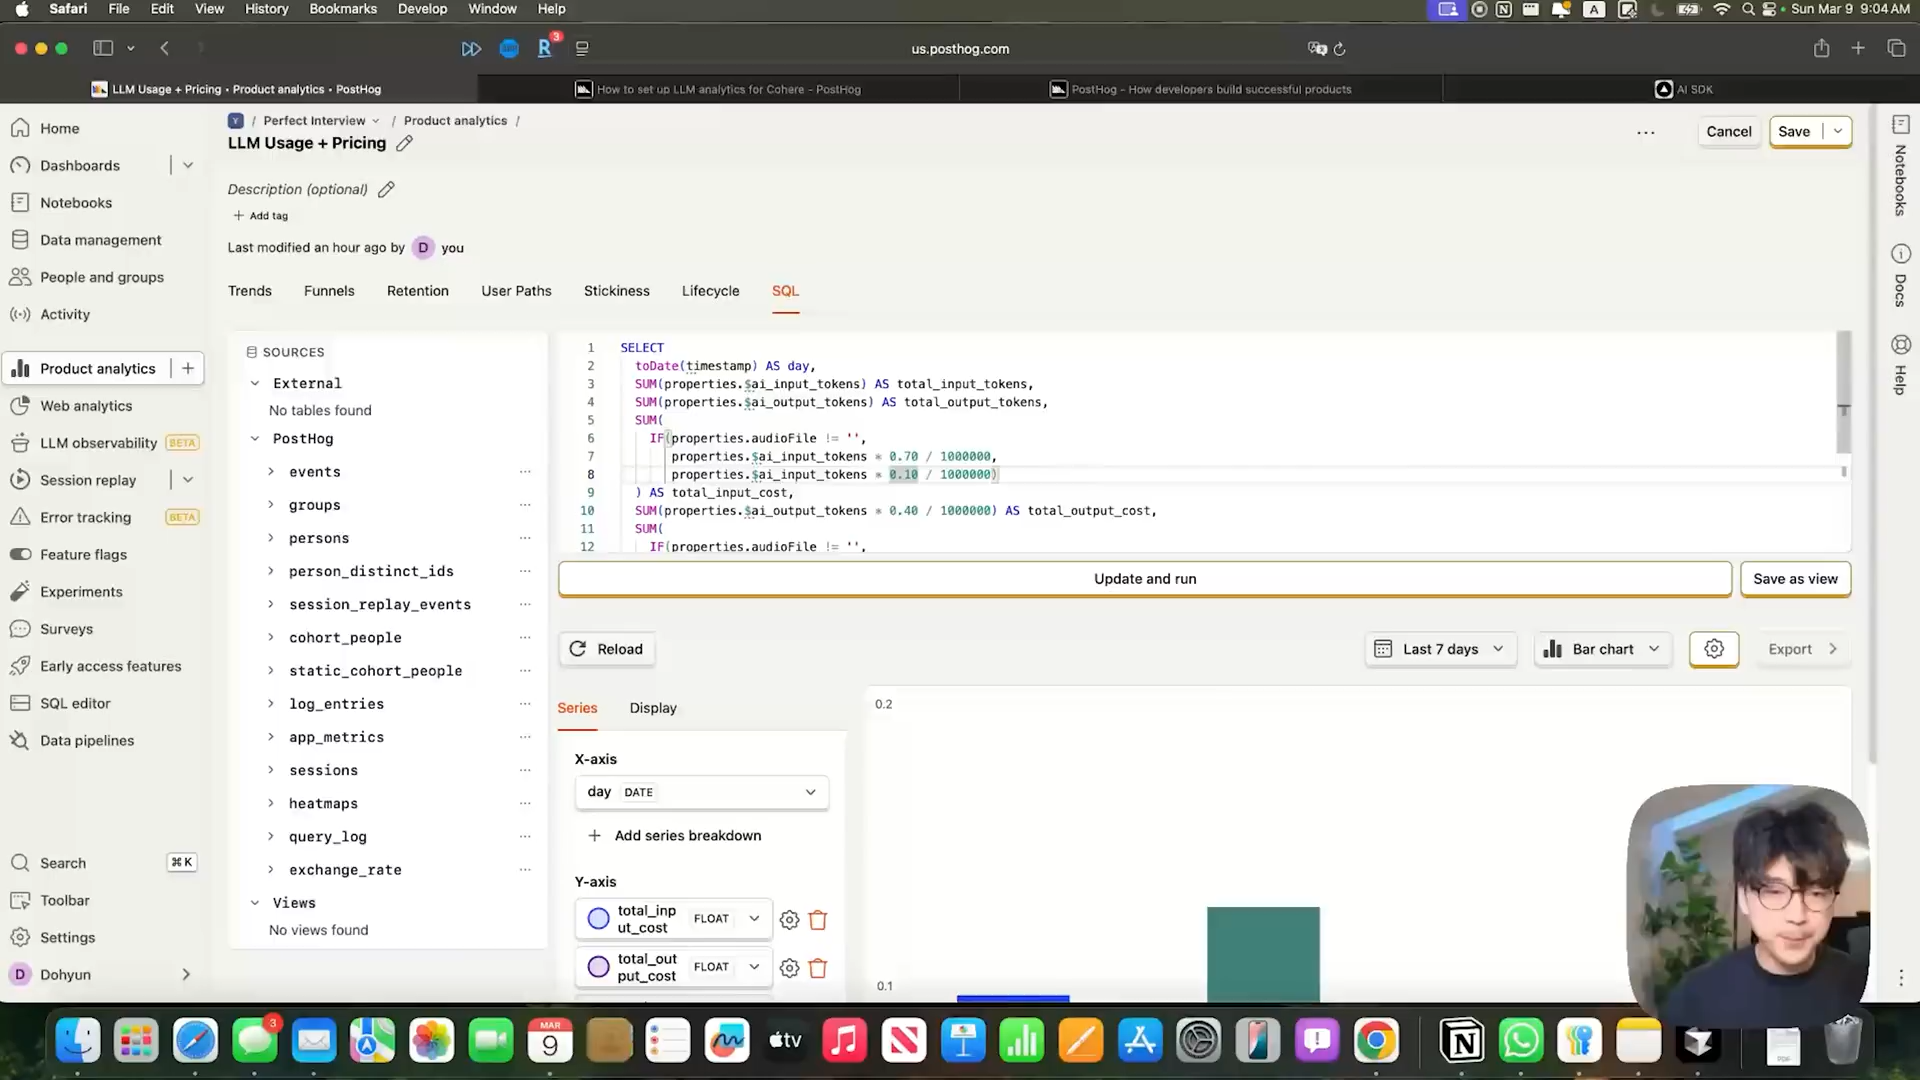 Safari File Edit View History Bookmarks Develop Window Help
A Sun Mar 9 9:04 AM
R 3 us.posthog.com
LLM Usage + Pricing • Product analytics • PostHog
How to set up LLM analytics for Cohere - PostHog
PostHog - How developers build successful products
AI SDK
Home
Dashboards
Notebooks
Data management
People and groups
Activity
Product analytics
Web analytics
LLM observability BETA
Session replay
Error tracking BETA
Feature flags
Experiments
Surveys
Early access features
SQL editor
Data pipelines
Search ⌘K
Toolbar
Settings
D Dohyun
Y / Perfect Interview / Product analytics /
LLM Usage + Pricing
Cancel
Save
Description (optional)
+ Add tag
Last modified an hour ago by D you
Trends Funnels Retention User Paths Stickiness Lifecycle SQL
SOURCES
External
No tables found
PostHog
events
groups
persons
person_distinct_ids
session_replay_events
cohort_people
static_cohort_people
log_entries
app_metrics
sessions
heatmaps
query_log
exchange_rate
Views
No views found
1 SELECT
2 toDate(timestamp) AS day,
3 SUM(properties.$ai_input_tokens) AS total_input_tokens,
4 SUM(properties.$ai_output_tokens) AS total_output_tokens,
5 SUM(
6 IF(properties.audioFile != '',
7 properties.$ai_input_tokens * 0.70 / 1000000,
8 properties.$ai_input_tokens * 0.10 / 1000000)
9 ) AS total_input_cost,
10 SUM(properties.$ai_output_tokens * 0.40 / 1000000) AS total_output_cost,
11 SUM(
12 IF(properties.audioFile != '',
Update and run
Save as view
Reload
Last 7 days
Bar chart
Export
Series Display
X-axis
day DATE
+ Add series breakdown
Y-axis
total_inp
ut_cost FLOAT
total_out
put_cost FLOAT
0.2
0.1
Notebooks
Docs
Help
3
MAR
9
tv